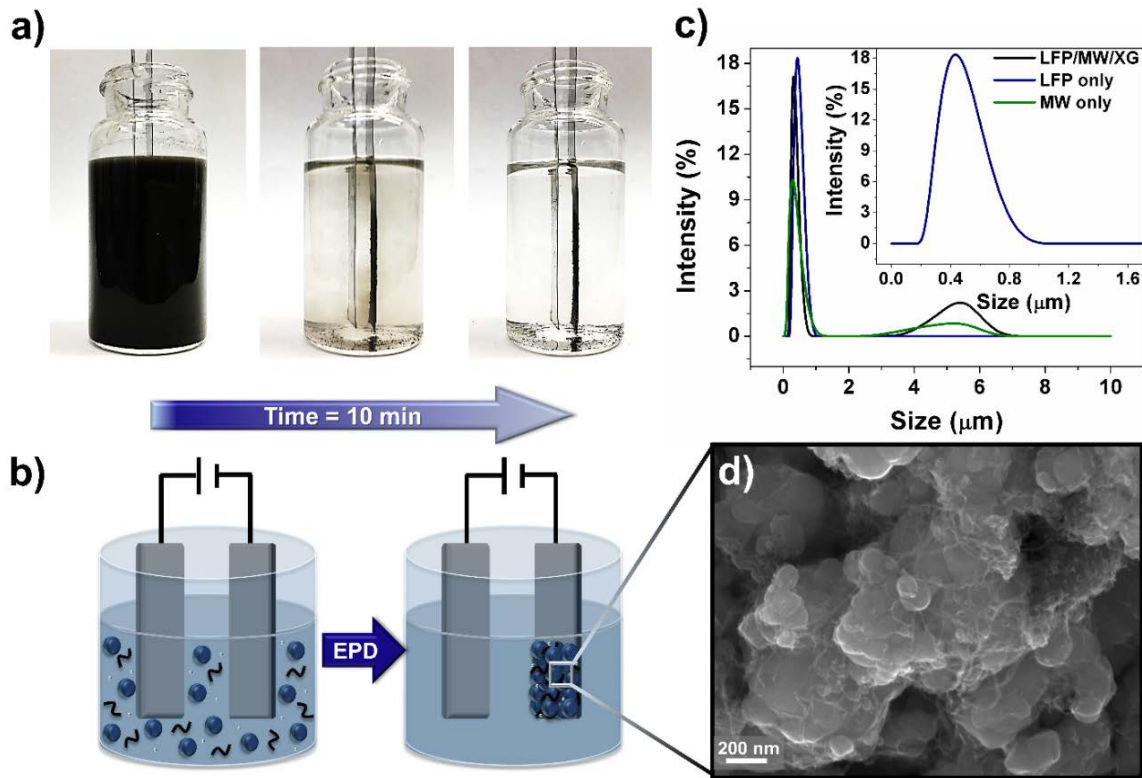 a)
Time = 10 min
b)
EPD
c)
Intensity (%)
18
15
12
9
6
3
0
0 2 4 6 8 10
Size (μm)
LFP/MW/XG
LFP only
MW only
Intensity (%)
18
15
12
9
6
3
0
0.0 0.4 0.8 1.2 1.6
Size (μm)
d)
200 nm